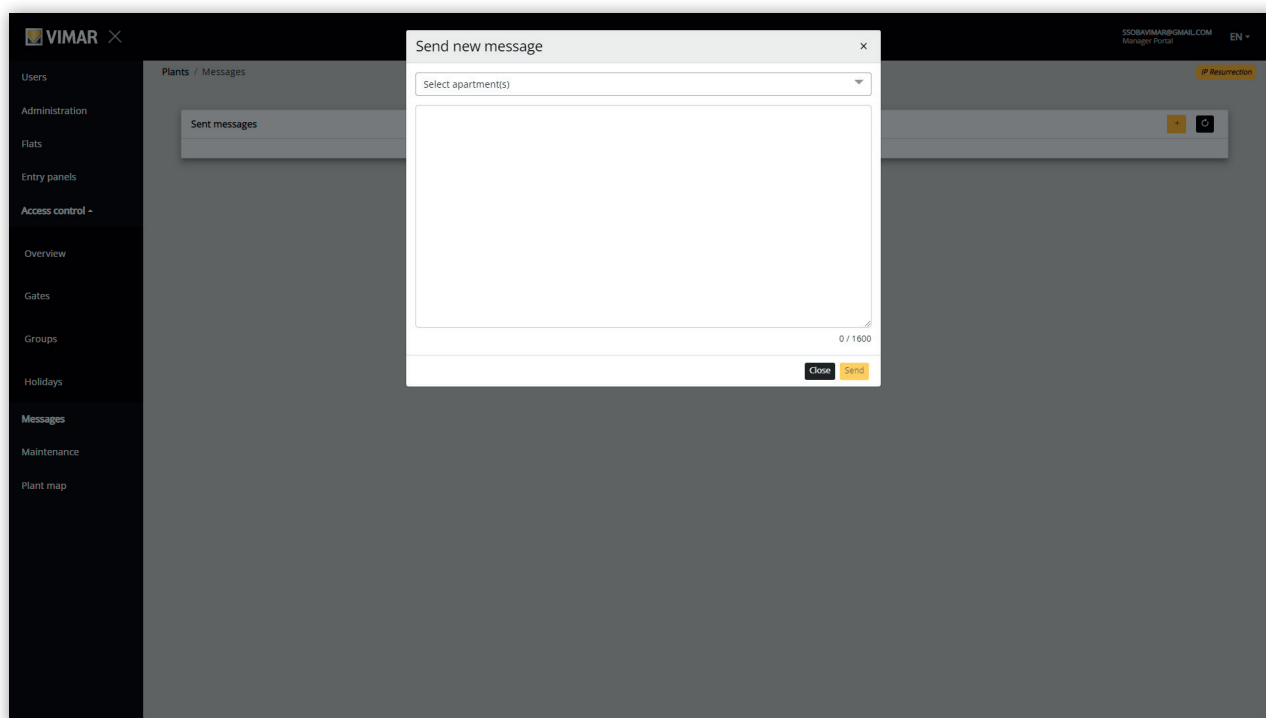 VIMAR
SSOBAVIMAR@GMAIL.COM
Manager Portal
EN
Users
Administration
Flats
Entry panels
Access control
Overview
Gates
Groups
Holidays
Messages
Maintenance
Plant map
Plants / Messages
IP Resurrection
Sent messages
+
Send new message
×
Select apartment(s)
0 / 1600
Close
Send